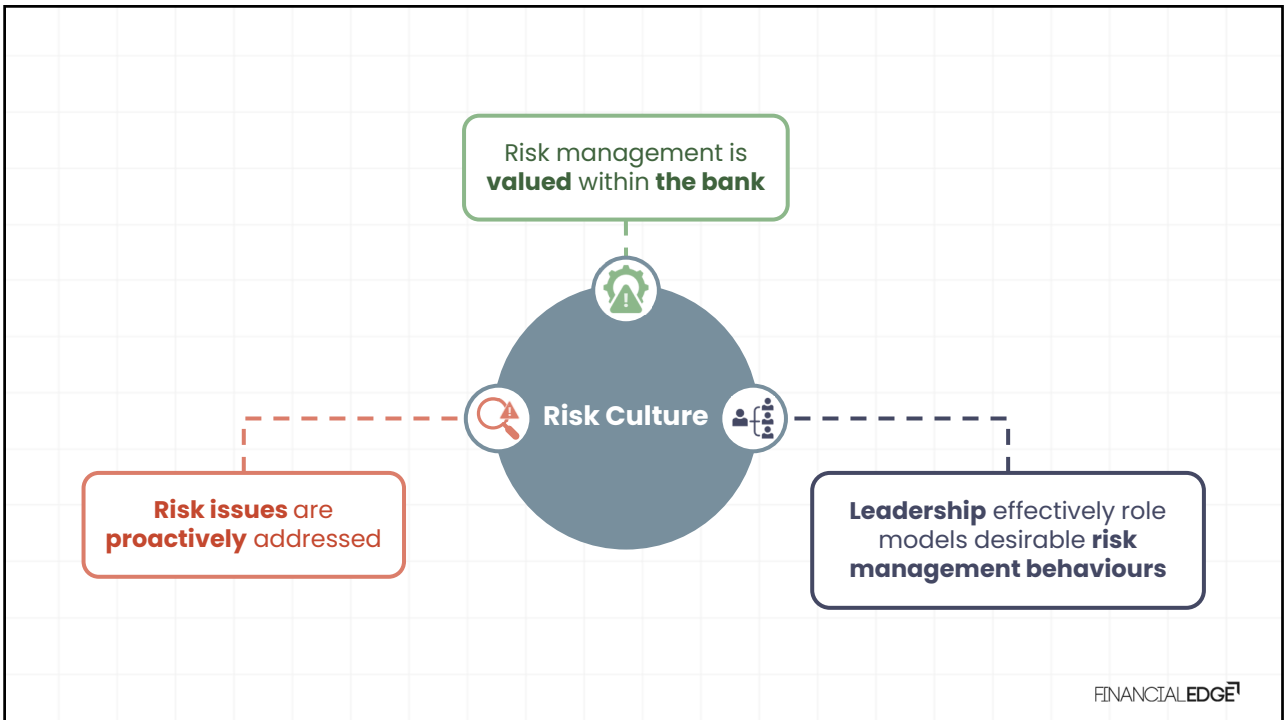 Risk management is
valued within the bank
Risk Culture
Risk issues are
proactively addressed
Leadership effectively role
models desirable risk
management behaviours
FINANCIALEDGE